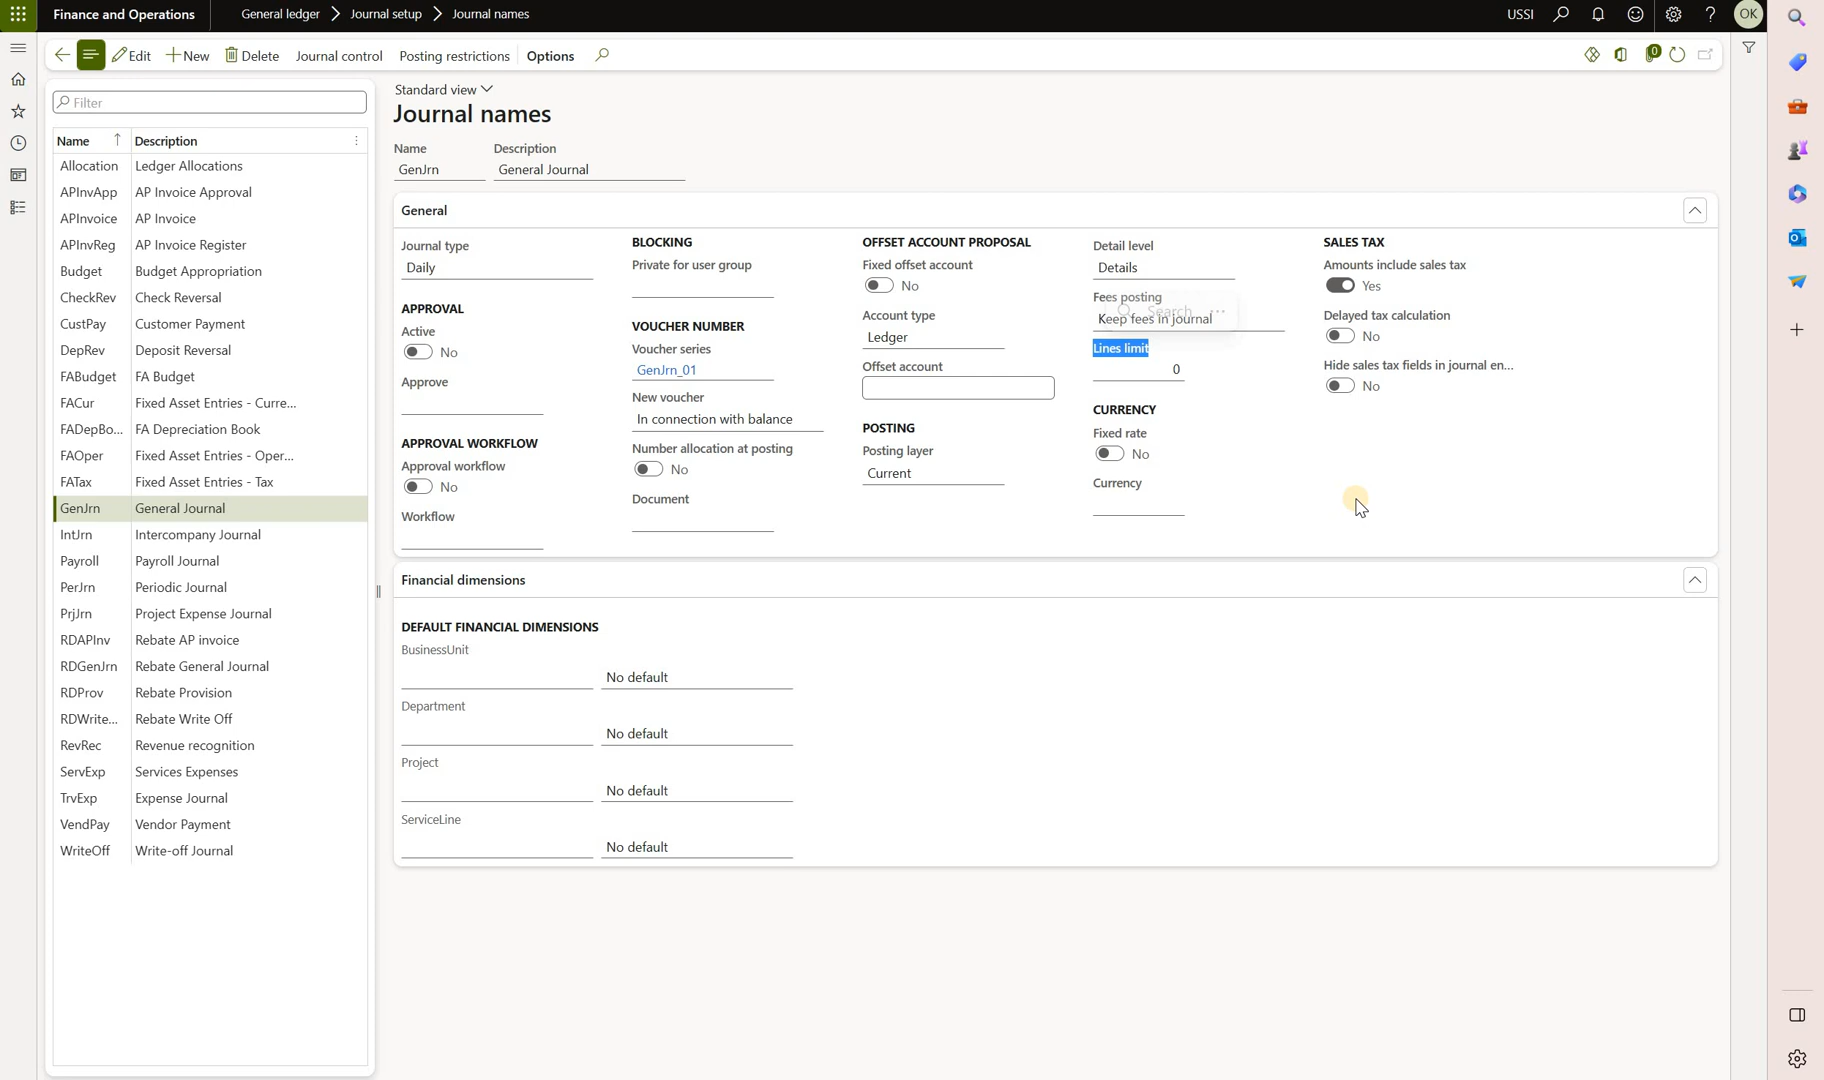 Finance and Operations
General ledger > Journal setup > Journal names
USSI
OK
Edit
New
Delete
Journal control
Posting restrictions
Options
0
Filter
Name ↑ Description
Allocation Ledger Allocations
APInvApp AP Invoice Approval
APInvoice AP Invoice
APInvReg AP Invoice Register
Budget Budget Appropriation
CheckRev Check Reversal
CustPay Customer Payment
DepRev Deposit Reversal
FABudget FA Budget
FACur Fixed Asset Entries - Curre...
FADepBo... FA Depreciation Book
FAOper Fixed Asset Entries - Oper...
FATax Fixed Asset Entries - Tax
GenJrn General Journal
IntJrn Intercompany Journal
Payroll Payroll Journal
PerJrn Periodic Journal
PrjJrn Project Expense Journal
RDAPInv Rebate AP invoice
RDGenJrn Rebate General Journal
RDProv Rebate Provision
RDWrite... Rebate Write Off
RevRec Revenue recognition
ServExp Services Expenses
TrvExp Expense Journal
VendPay Vendor Payment
WriteOff Write-off Journal
Standard view
Journal names
Name Description
GenJrn General Journal
General
Journal type
Daily
APPROVAL
Active
No
Approve
APPROVAL WORKFLOW
Approval workflow
No
Workflow
BLOCKING
Private for user group
VOUCHER NUMBER
Voucher series
GenJrn_01
New voucher
In connection with balance
Number allocation at posting
No
Document
OFFSET ACCOUNT PROPOSAL
Fixed offset account
No
Account type
Ledger
Offset account
POSTING
Posting layer
Current
Detail level
Details
Fees posting
Search ...
Keep fees in journal
Lines limit
0
CURRENCY
Fixed rate
No
Currency
SALES TAX
Amounts include sales tax
Yes
Delayed tax calculation
No
Hide sales tax fields in journal en...
No
Financial dimensions
DEFAULT FINANCIAL DIMENSIONS
BusinessUnit
No default
Department
No default
Project
No default
ServiceLine
No default